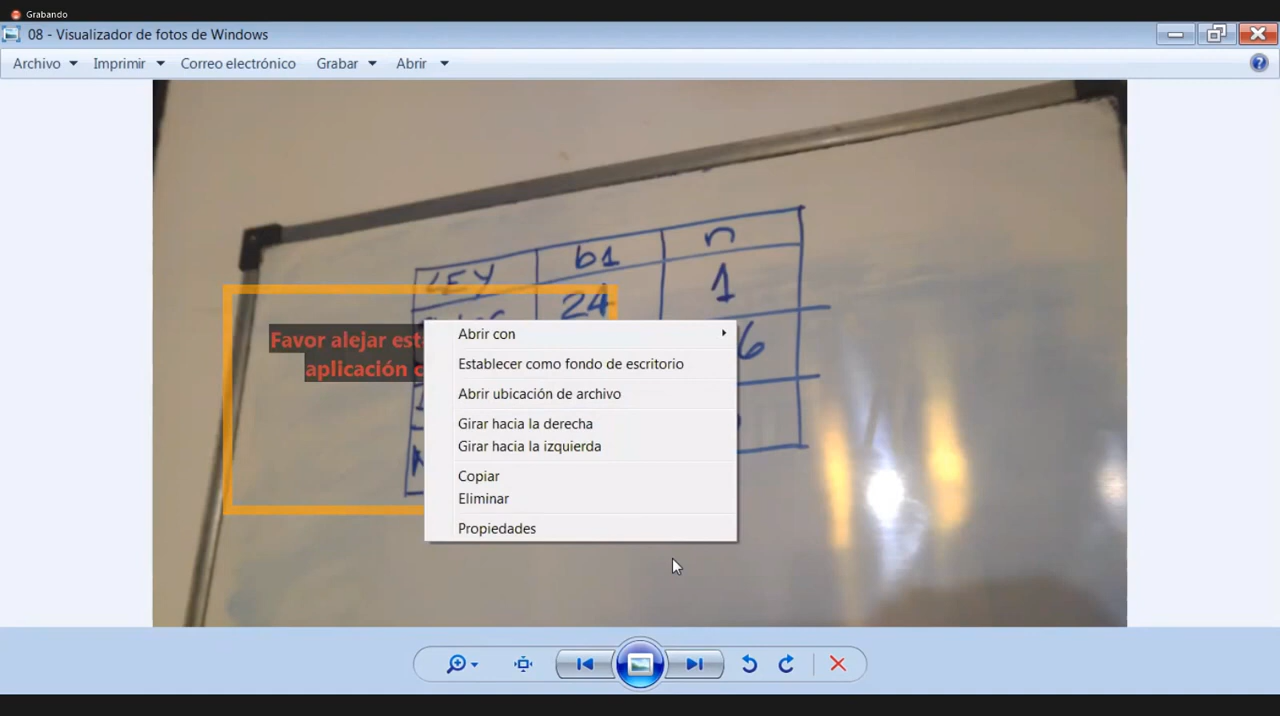 Grabando
08 - Visualizador de fotos de Windows
Archivo Imprimir Correo electrónico Grabar Abrir
LEY b1 n
24 1
6
Favor alejar est
aplicación c
Abrir con
Establecer como fondo de escritorio
Abrir ubicación de archivo
Girar hacia la derecha
Girar hacia la izquierda
Copiar
Eliminar
Propiedades